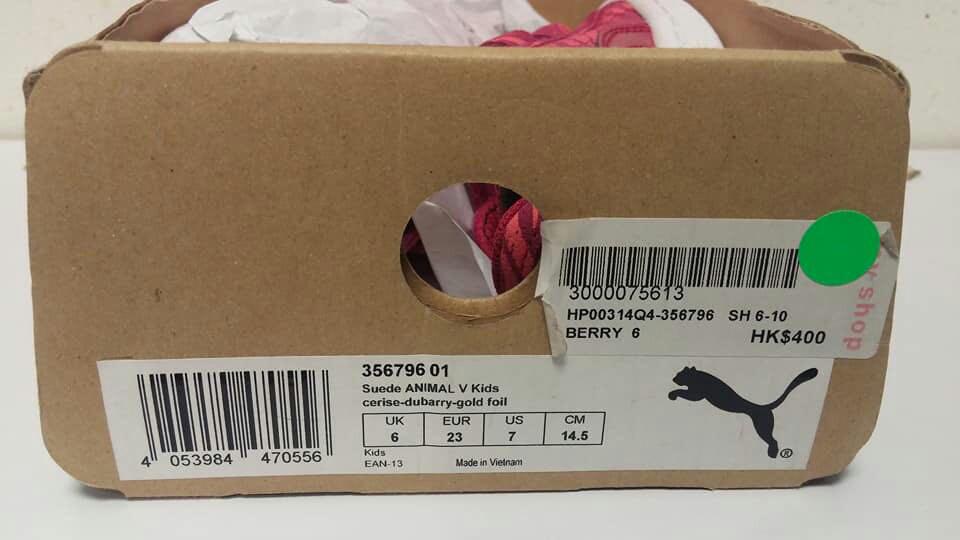 3000075613
HP00314Q4-356796 SH 6-10
BERRY 6 HK$400
shop
356796 01
Suede ANIMAL V Kids
cerise-dubarry-gold foil
UK EUR US CM
6 23 7 14.5
Kids
EAN-13 Made in Vietnam
4 053984 470556
®